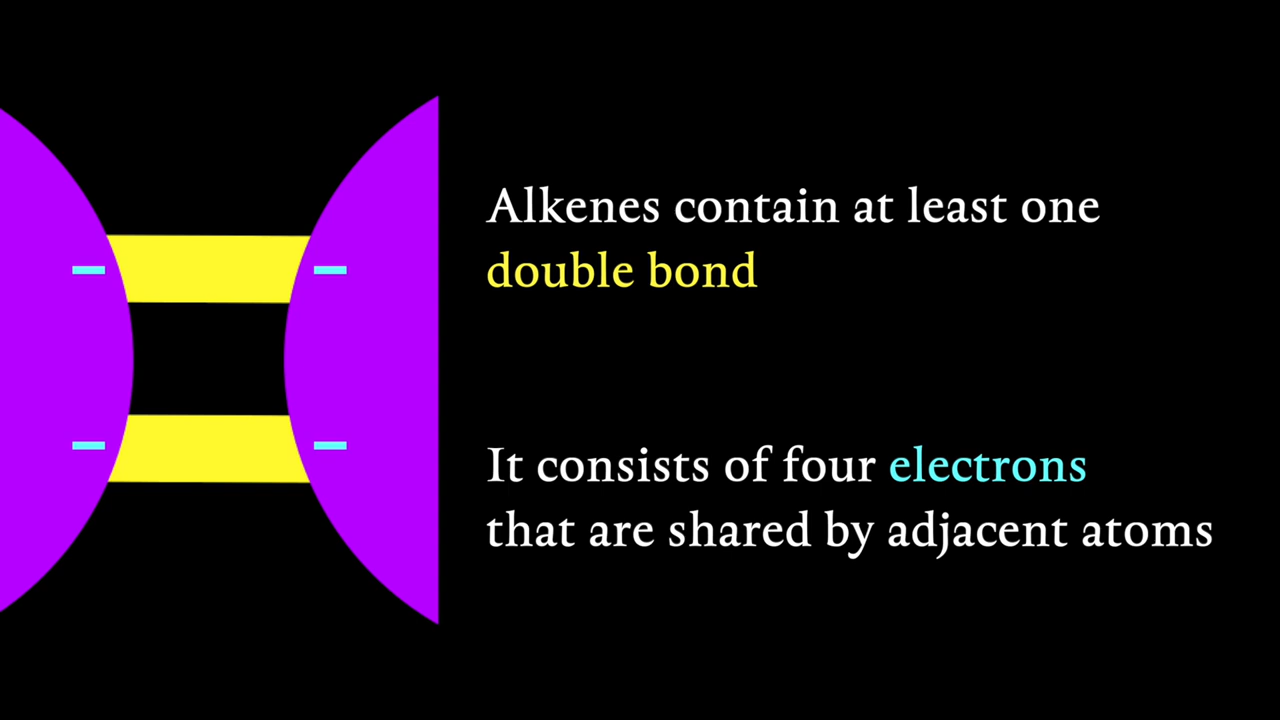 Alkenes contain at least one
double bond
It consists of four electrons
that are shared by adjacent atoms